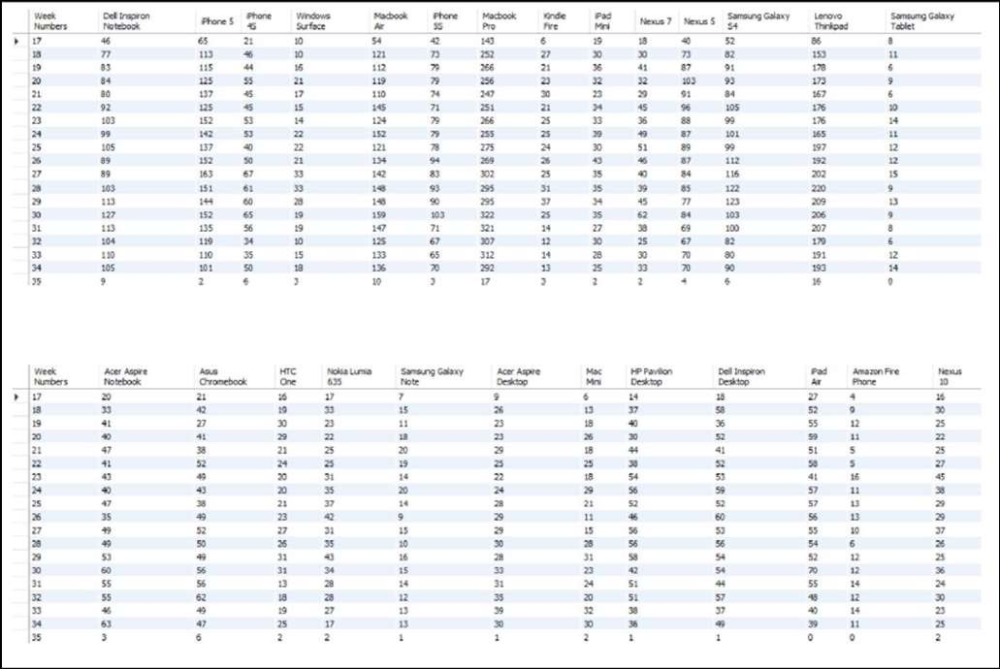 Week Numbers Dell Inspiron Notebook iPhone 5 iPhone 4S Windows Surface Macbook Air iPhone 5S Macbook Pro Kindle Fire iPad Mini Nexus 7 Nexus 5 Samsung Galaxy S4 Lenovo Thinkpad Samsung Galaxy Tablet
17 46 65 21 10 54 42 143 6 19 18 40 52 86 8
18 77 113 46 10 121 73 252 27 30 30 73 82 153 11
19 83 115 44 16 112 79 266 21 36 41 87 91 178 6
20 84 125 55 21 119 79 256 23 32 32 103 93 173 9
21 80 137 45 17 110 74 247 30 23 29 91 84 167 6
22 92 125 45 15 145 71 251 21 34 45 96 105 176 10
23 103 152 53 14 124 79 266 25 33 36 88 99 176 14
24 99 142 53 22 152 79 255 25 39 49 87 101 165 11
25 105 137 40 22 121 78 275 24 30 51 89 99 197 12
26 89 152 50 21 134 94 269 26 43 46 87 112 192 12
27 89 163 67 33 142 83 302 25 35 40 84 116 202 15
28 103 151 61 33 148 93 295 31 35 39 85 122 220 9
29 113 144 60 28 148 90 295 37 34 45 77 123 209 13
30 127 152 65 19 159 103 322 25 35 62 84 103 206 9
31 113 135 56 19 147 71 321 14 27 38 69 100 207 8
32 104 119 34 10 125 67 307 12 30 25 67 82 179 6
33 110 110 35 15 133 65 312 14 28 30 70 80 191 12
34 105 101 50 18 136 70 292 13 25 33 70 90 193 14
35 9 2 6 3 10 3 17 3 2 2 4 6 16 0
Week Numbers Acer Aspire Notebook Asus Chromebook HTC One Nokia Lumia 635 Samsung Galaxy Note Acer Aspire Desktop Mac Mini HP Pavilion Desktop Dell Inspiron Desktop iPad Air Amazon Fire Phone Nexus 10
17 20 21 16 17 7 9 6 14 18 27 4 16
18 33 42 19 33 15 26 13 37 58 52 9 30
19 41 27 30 23 11 23 18 40 36 55 12 25
20 40 41 29 22 18 23 26 30 52 59 11 22
21 47 38 21 25 20 29 18 44 41 51 5 25
22 41 52 24 25 19 25 25 38 52 58 5 27
23 43 49 20 31 14 22 18 54 53 41 16 45
24 40 43 20 35 20 24 29 56 59 57 11 38
25 47 38 21 37 14 28 21 52 52 57 13 29
26 35 49 23 42 9 29 11 46 60 56 13 29
27 49 52 27 31 15 29 15 56 53 55 10 37
28 49 50 26 35 10 30 28 56 56 54 6 26
29 53 49 31 43 16 28 31 58 54 52 12 25
30 60 56 31 34 15 33 23 42 54 70 12 36
31 55 56 13 28 14 31 24 51 44 55 14 24
32 55 62 18 28 12 35 20 51 57 48 12 30
33 46 49 19 27 13 39 32 38 37 40 14 23
34 63 47 25 17 13 30 30 36 49 39 11 25
35 3 6 2 2 1 1 2 1 1 0 0 2